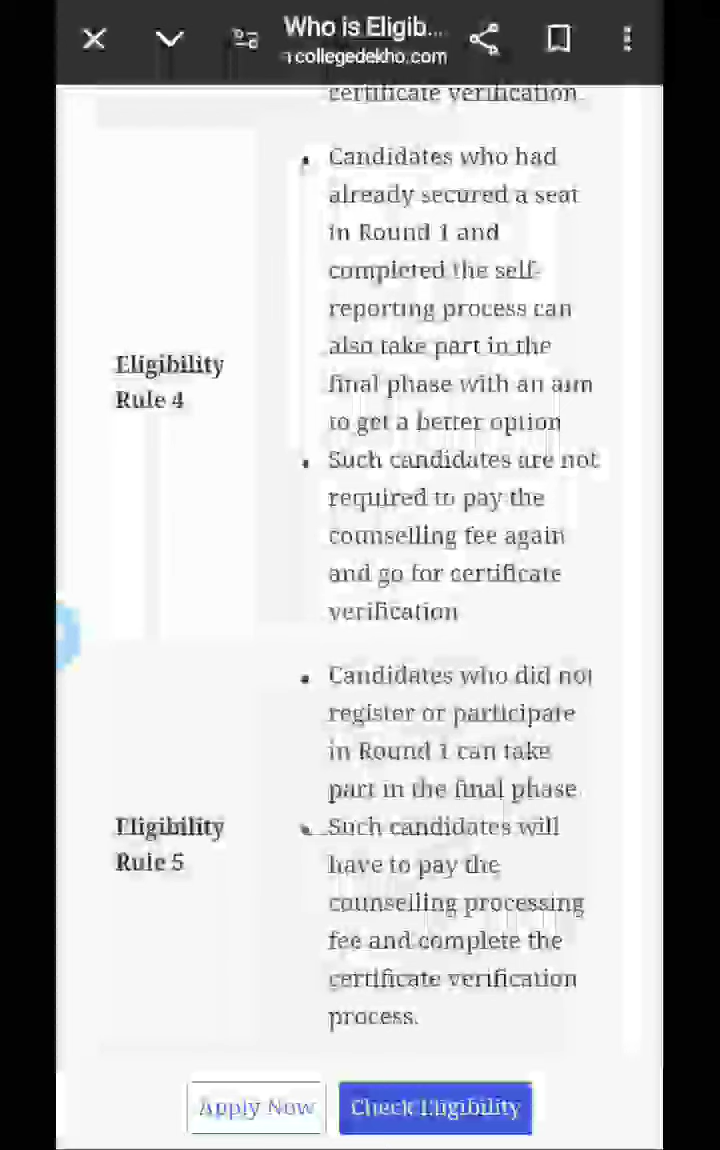 Who is Eligib...
collegedekho.com
certificate verification
Eligibility
Rule 4
• Candidates who had
already secured a seat
in Round 1 and
completed the self-
reporting process can
also take part in the
final phase with an aim
to get a better option
• Such candidates are not
required to pay the
counselling fee again
and go for certificate
verification
Eligibility
Rule 5
• Candidates who did not
register or participate
in Round 1 can take
part in the final phase
• Such candidates will
have to pay the
counselling processing
fee and complete the
certificate verification
process.
Apply Now
Check Eligibility